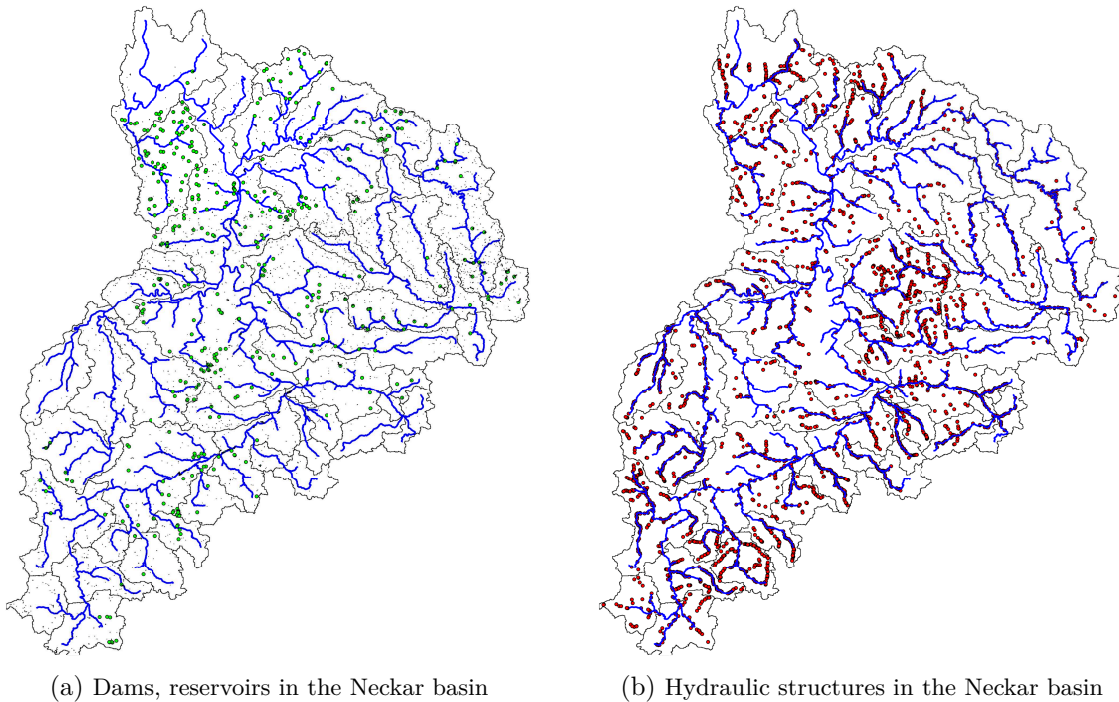 (a) Dams, reservoirs in the Neckar basin
(b) Hydraulic structures in the Neckar basin